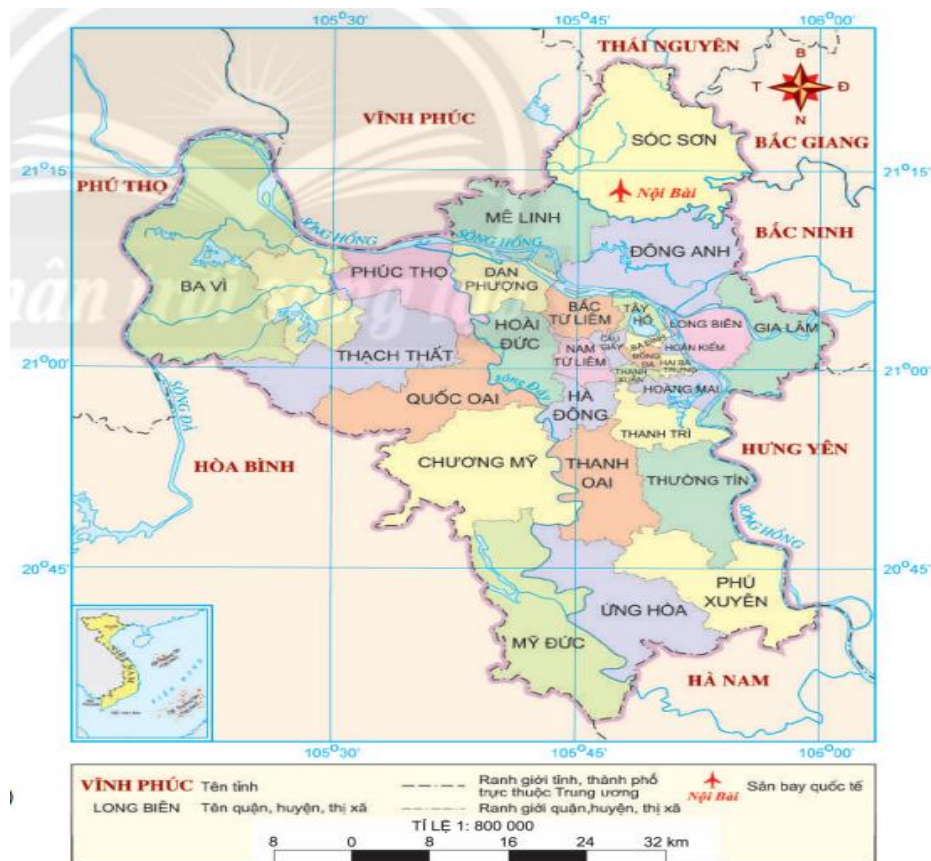 105°30' 105°45' 106°00'
THÁI NGUYÊN
B
T Đ
N
VĨNH PHÚC
SÓC SƠN
BẮC GIANG
21°15' 21°15'
PHÚ THỌ
Nội Bài
MÊ LINH
SÔNG HỒNG
SÔNG HỒNG
BẮC NINH
ĐÔNG ANH
PHÚC THỌ
ĐAN
PHƯỢNG
BA VÌ
BẮC
TỪ LIÊM
TÂY
HỒ
LONG BIÊN
GIA LÂM
HOÀI
ĐỨC
CẦU
GIẤY
BA ĐÌNH
HOÀN KIẾM
THẠCH THẤT
NAM
TỪ LIÊM
ĐỐNG
ĐA
HAI BÀ
TRƯNG
21°00' 21°00'
THANH
XUÂN
SÔNG ĐÀ
sông Đáy
HOÀNG MAI
QUỐC OAI
HÀ
ĐÔNG
THANH TRÌ
HƯNG YÊN
HÒA BÌNH
CHƯƠNG MỸ
THANH
OAI
THƯỜNG TÍN
SÔNG HỒNG
20°45' 20°45'
PHÚ
XUYÊN
ỨNG HÒA
MỸ ĐỨC
HÀ NAM
VIỆT NAM
BIỂN ĐÔNG
105°30' 105°45' 106°00'
VĨNH PHÚC Tên tỉnh
LONG BIÊN Tên quận, huyện, thị xã
Ranh giới tỉnh, thành phố
trực thuộc Trung ương
Ranh giới quận,huyện, thị xã
Nội Bài
Sân bay quốc tế
TỈ LỆ 1: 800 000
8 0 8 16 24 32 km